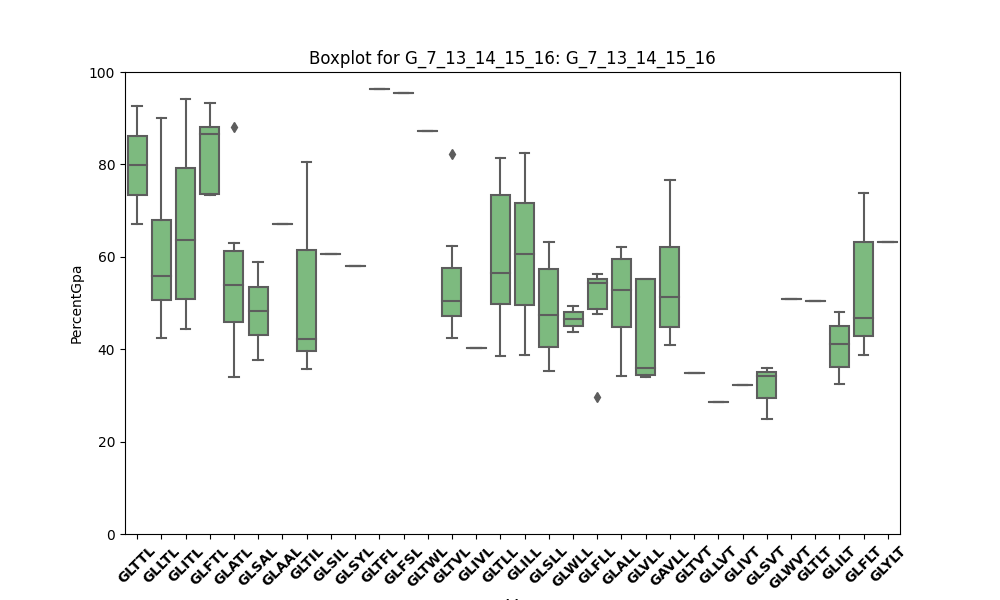 Boxplot for G_7_13_14_15_16: G_7_13_14_15_16
PercentGpa
100
80
60
40
20
0
GLTTL GLLTL GLITL GLFTL GLATL GLSAL GLAAL GLTIL GLSIL GLSYL GLTFL GLFSL GLTWL GLTVL GLIVL GLTLL GLILL GLSLL GLWLL GLFLL GLALL GLVLL GAVLL GLTVT GLLVT GLIVT GLSVT GLWVT GLTLT GLILT GLFLT GLYLT